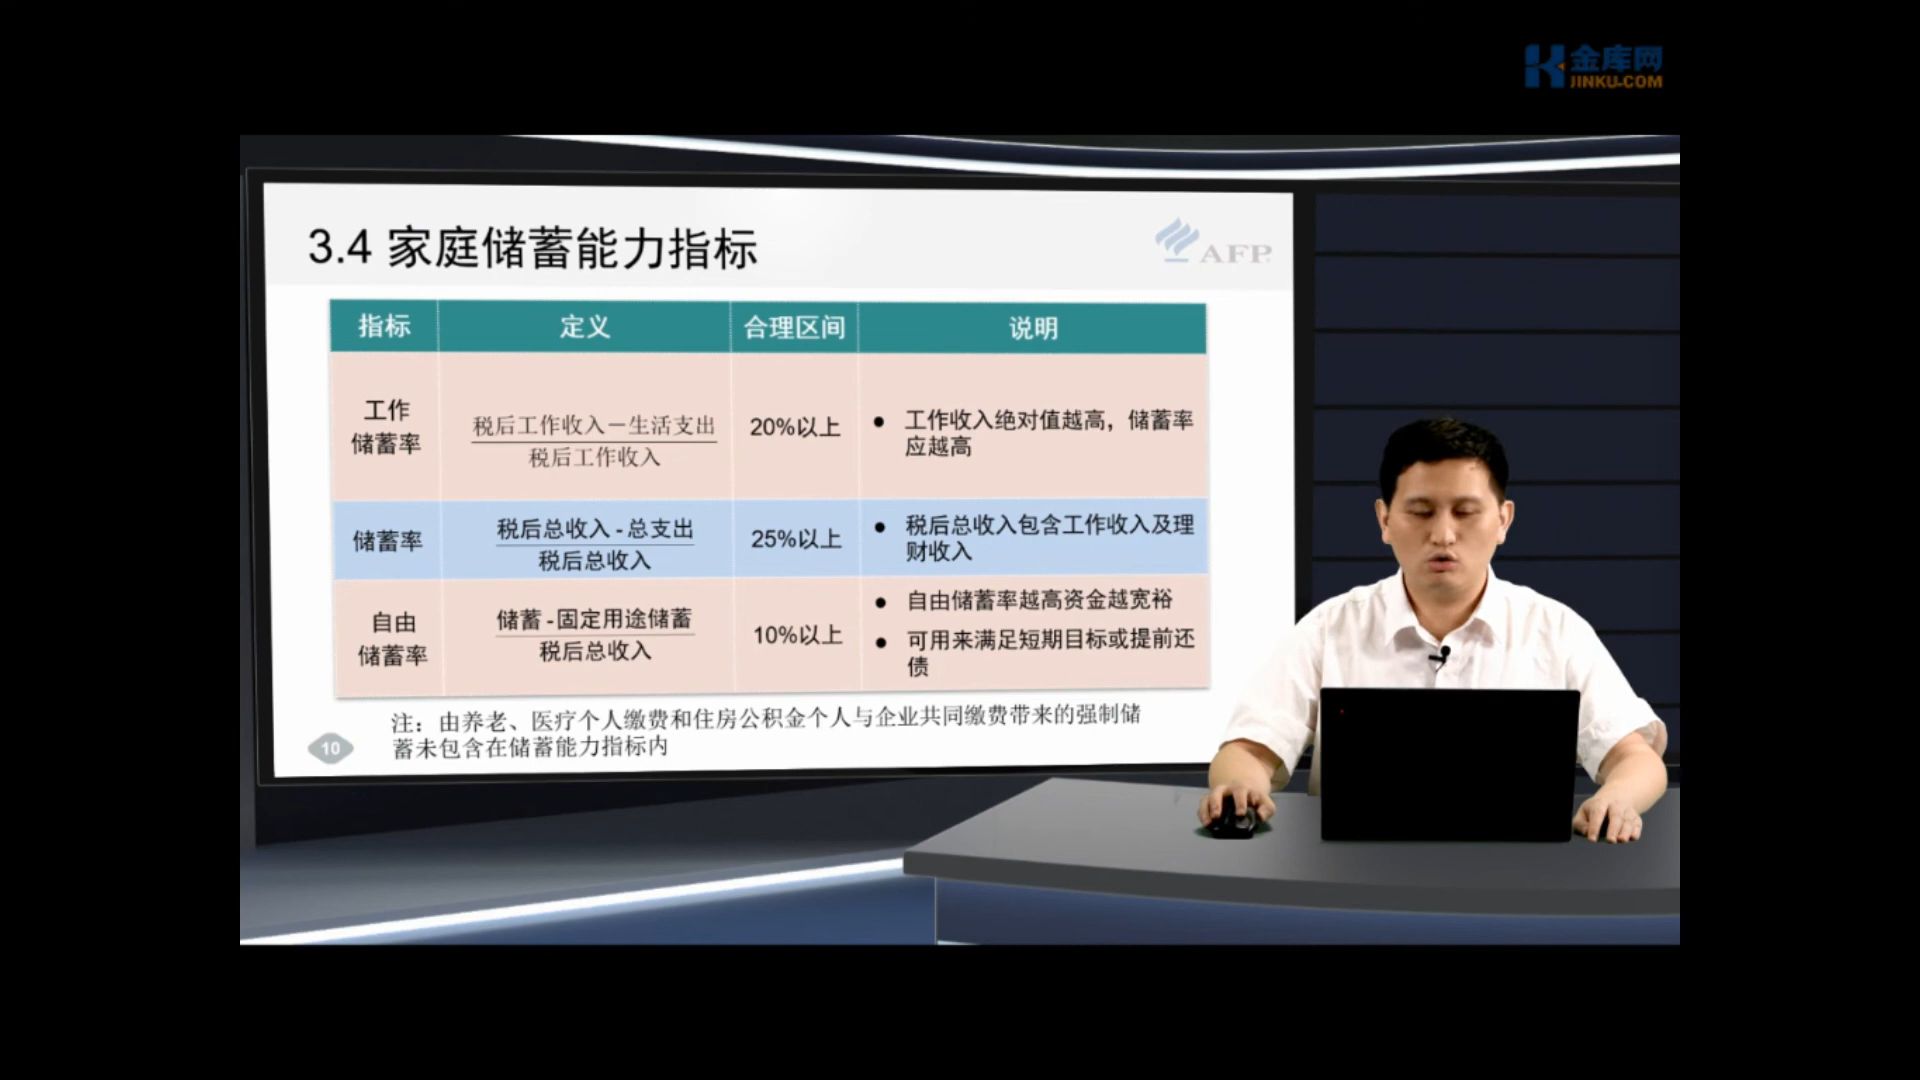 金库网
JINKU.COM
3.4 家庭储蓄能力指标
AFP
指标
定义
合理区间
说明
工作
储蓄率
税后工作收入－生活支出
税后工作收入
20%以上
● 工作收入绝对值越高，储蓄率
应越高
储蓄率
税后总收入-总支出
税后总收入
25%以上
● 税后总收入包含工作收入及理
财收入
自由
储蓄率
储蓄-固定用途储蓄
税后总收入
10%以上
● 自由储蓄率越高资金越宽裕
● 可用来满足短期目标或提前还
债
注：由养老、医疗个人缴费和住房公积金个人与企业共同缴费带来的强制储
蓄未包含在储蓄能力指标内
10